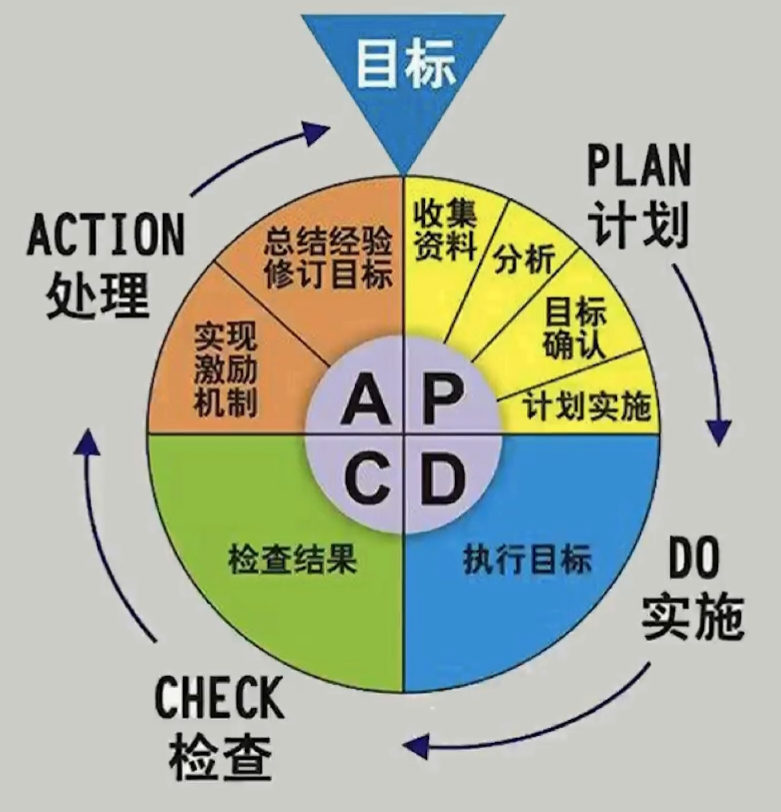 目标
PLAN
计划
ACTION
处理
收集
资料
分析
目标
确认
计划实施
总结经验
修订目标
实现
激励
机制
A P
C D
检查结果
执行目标
DO
实施
CHECK
检查